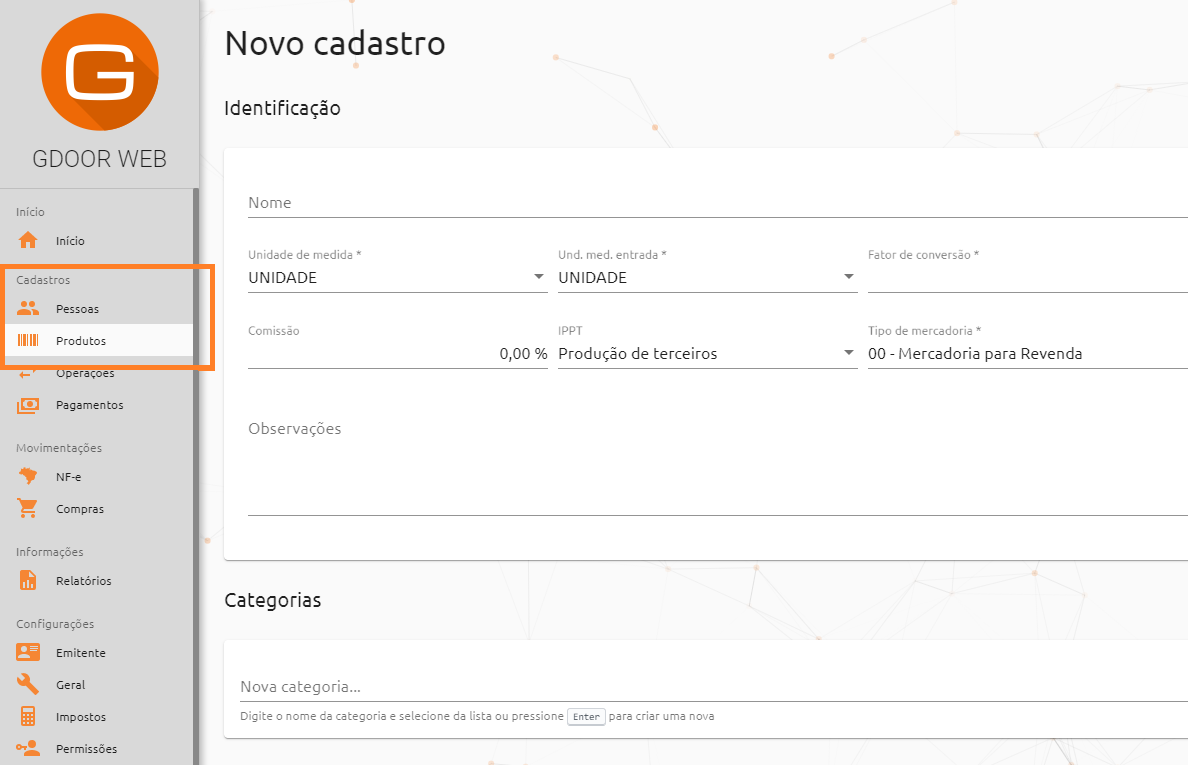 GDOOR WEB
Início
Início
Cadastros
Pessoas
Produtos
Operações
Pagamentos
Movimentações
NF-e
Compras
Informações
Relatórios
Configurações
Emitente
Geral
Impostos
Permissões
Novo cadastro
Identificação
Nome
Unidade de medida * Und. med. entrada * Fator de conversão *
UNIDADE UNIDADE
Comissão IPPT Tipo de mercadoria *
0,00 % Produção de terceiros 00 - Mercadoria para Revenda
Observações
Categorias
Nova categoria...
Digite o nome da categoria e selecione da lista ou pressione Enter para criar uma nova